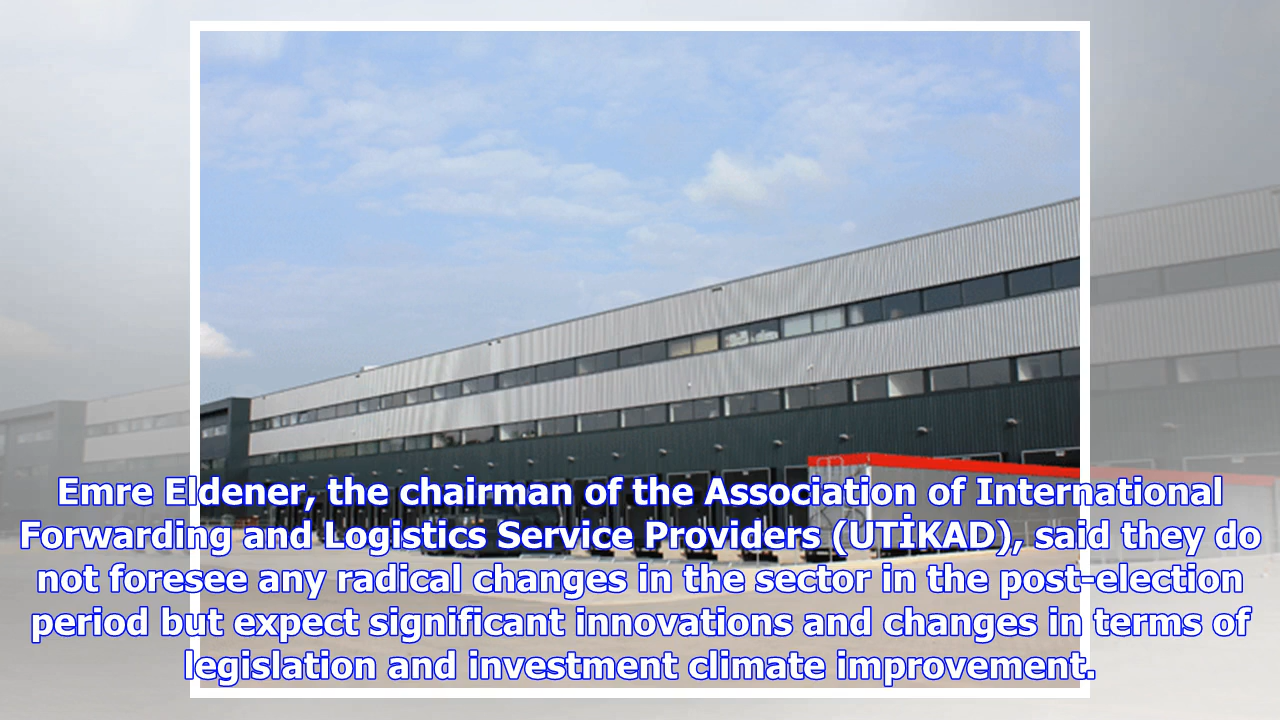 Emre Eldener, the chairman of the Association of International
Forwarding and Logistics Service Providers (UTİKAD), said they do
not foresee any radical changes in the sector in the post-election
period but expect significant innovations and changes in terms of
legislation and investment climate improvement.